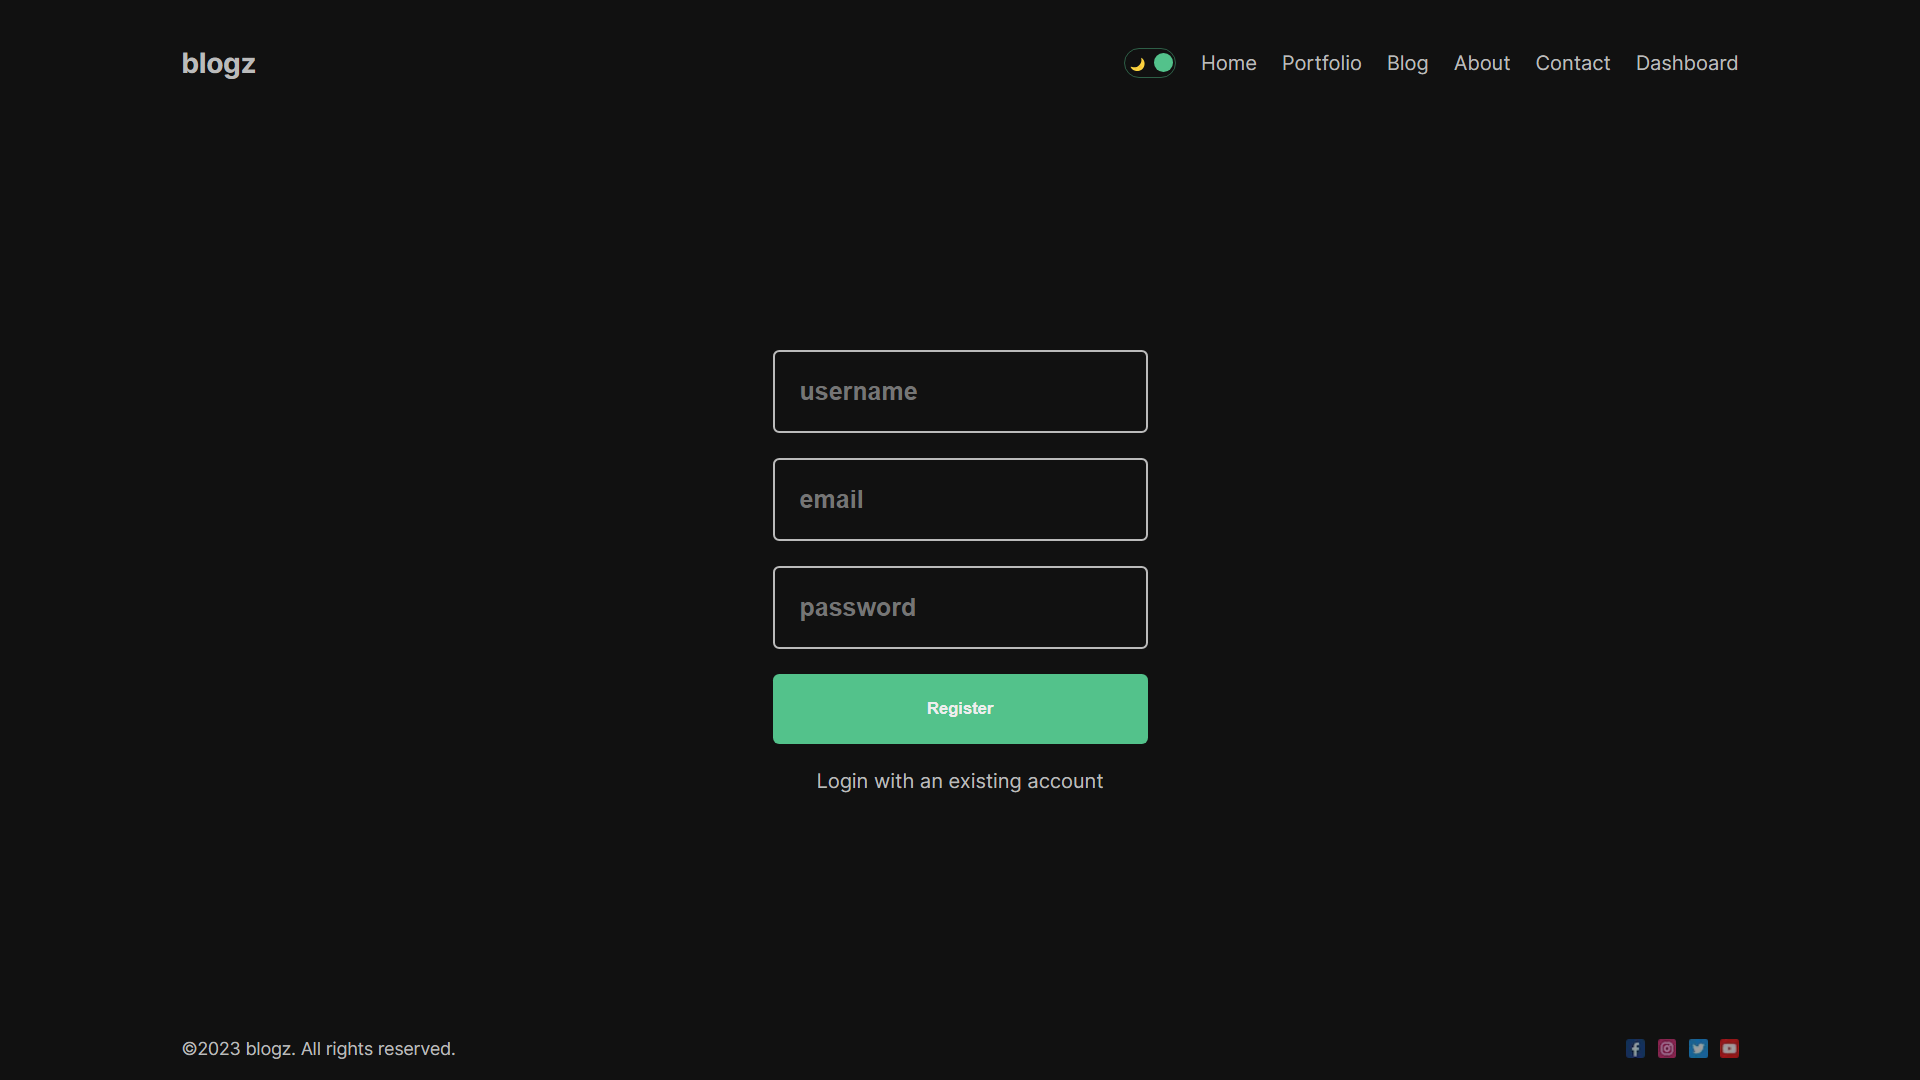 blogz
Home Portfolio Blog About Contact Dashboard
username
email
password
Register
Login with an existing account
©2023 blogz. All rights reserved.